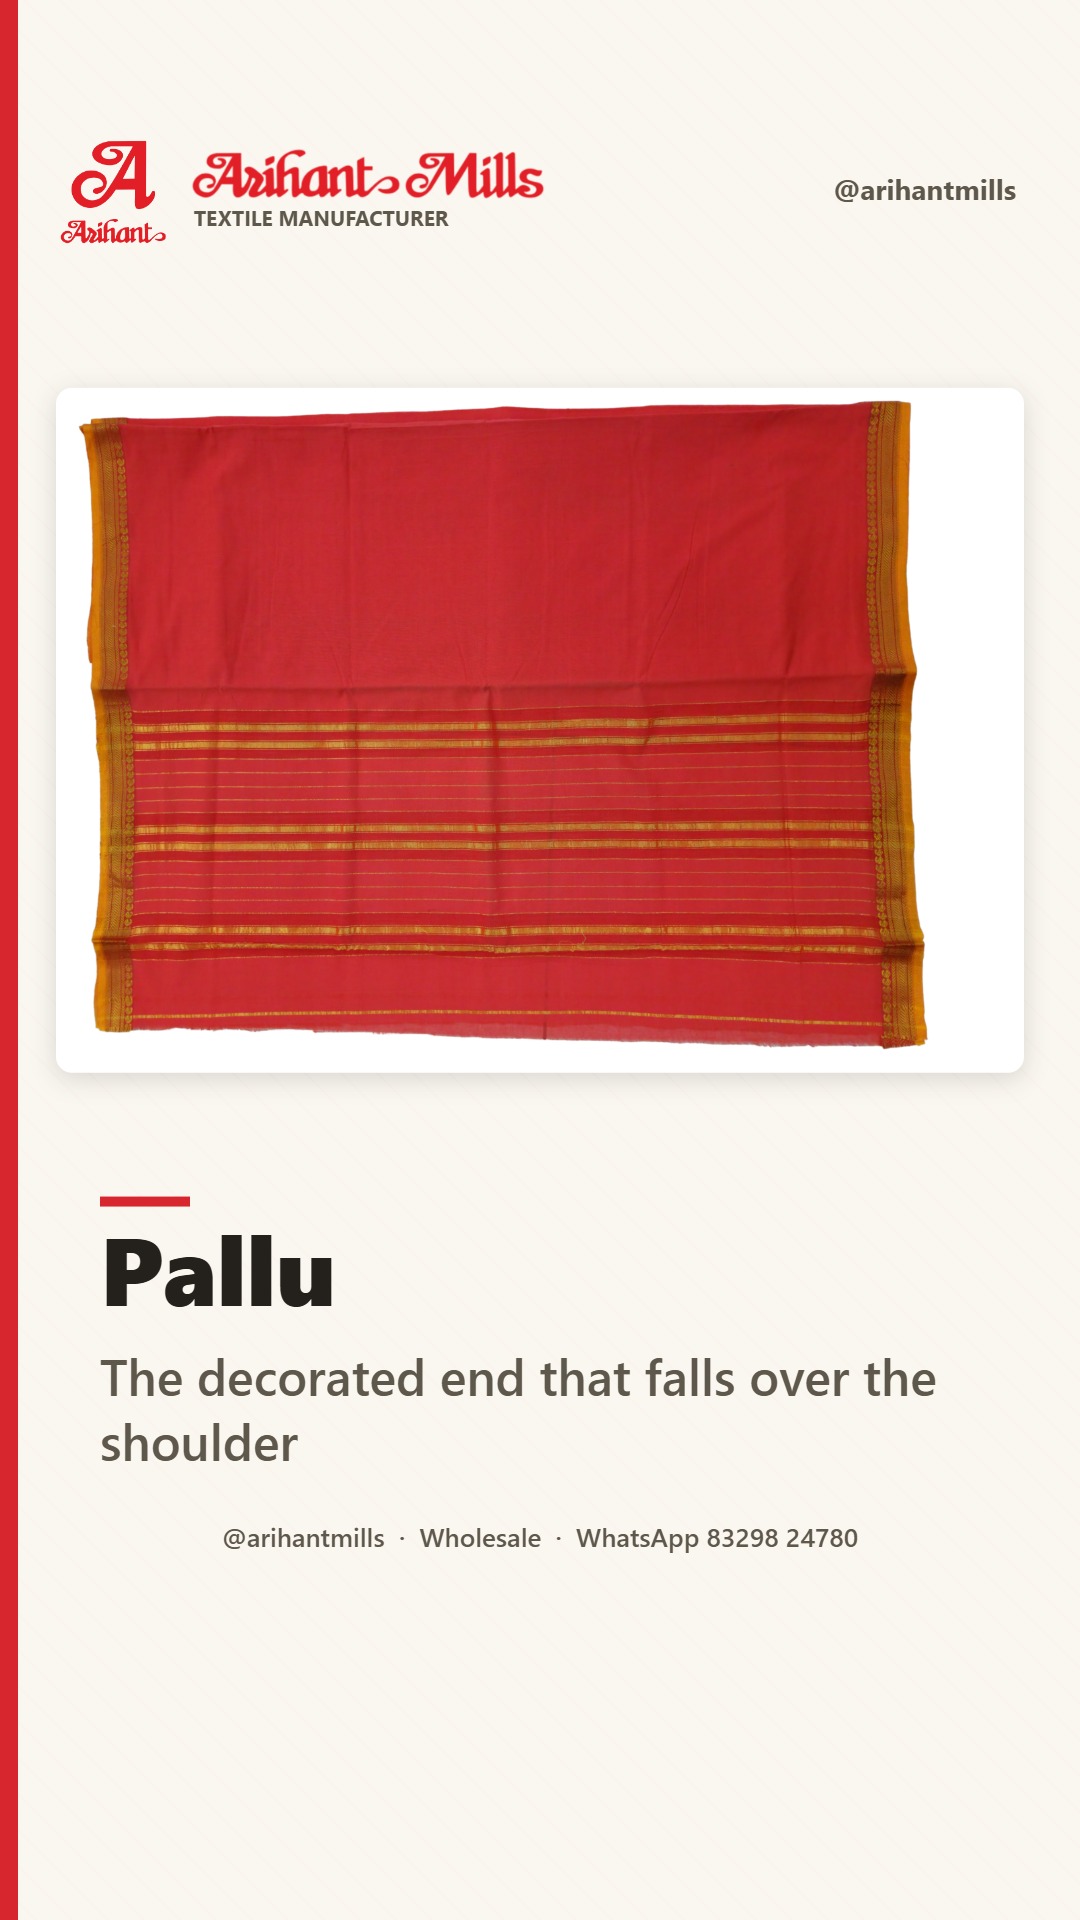 A
Arihant
Arihant Mills
TEXTILE MANUFACTURER
@arihantmills
Pallu
The decorated end that falls over the
shoulder
@arihantmills · Wholesale · WhatsApp 83298 24780